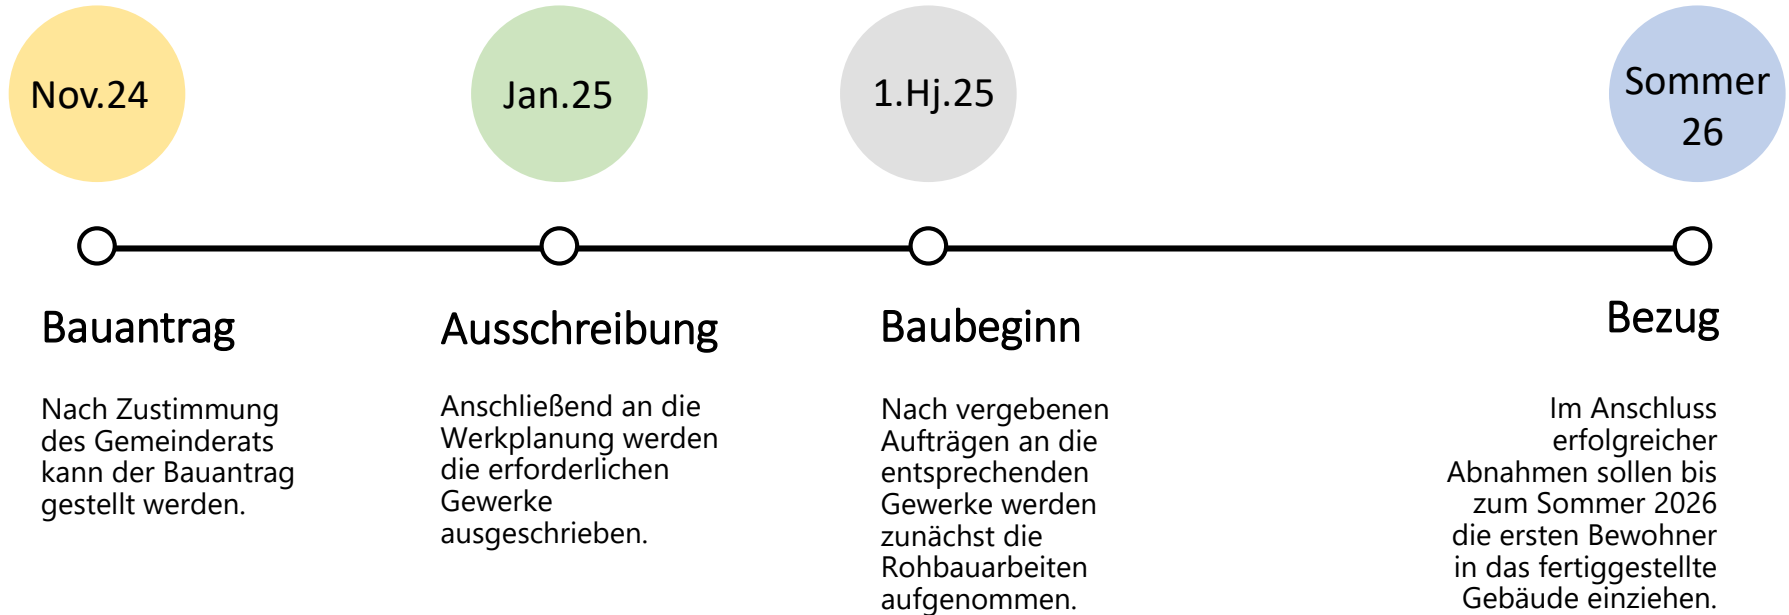 Nov.24
Jan.25
1.Hj.25
Sommer
26
Bauantrag
Nach Zustimmung
des Gemeinderats
kann der Bauantrag
gestellt werden.
Ausschreibung
Anschließend an die
Werkplanung werden
die erforderlichen
Gewerke
ausgeschrieben.
Baubeginn
Nach vergebenen
Aufträgen an die
entsprechenden
Gewerke werden
zunächst die
Rohbauarbeiten
aufgenommen.
Bezug
Im Anschluss
erfolgreicher
Abnahmen sollen bis
zum Sommer 2026
die ersten Bewohner
in das fertiggestellte
Gebäude einziehen.